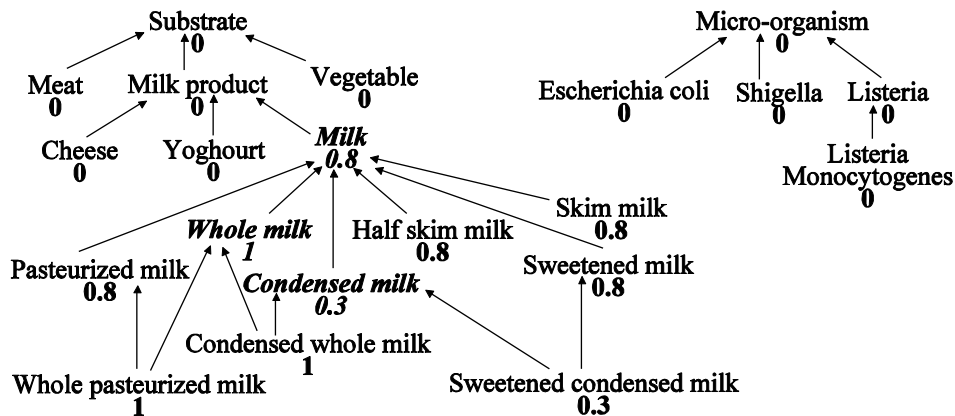 Substrate
0
Micro-organism
0
Meat
0
Milk product
0
Vegetable
0
Escherichia coli
0
Shigella
0
Listeria
0
Cheese
0
Yoghourt
0
Milk
0.8
Listeria
Monocytogenes
0
Whole milk
1
Half skim milk
0.8
Skim milk
0.8
Pasteurized milk
0.8
Condensed milk
0.3
Sweetened milk
0.8
Condensed whole milk
1
Whole pasteurized milk
1
Sweetened condensed milk
0.3